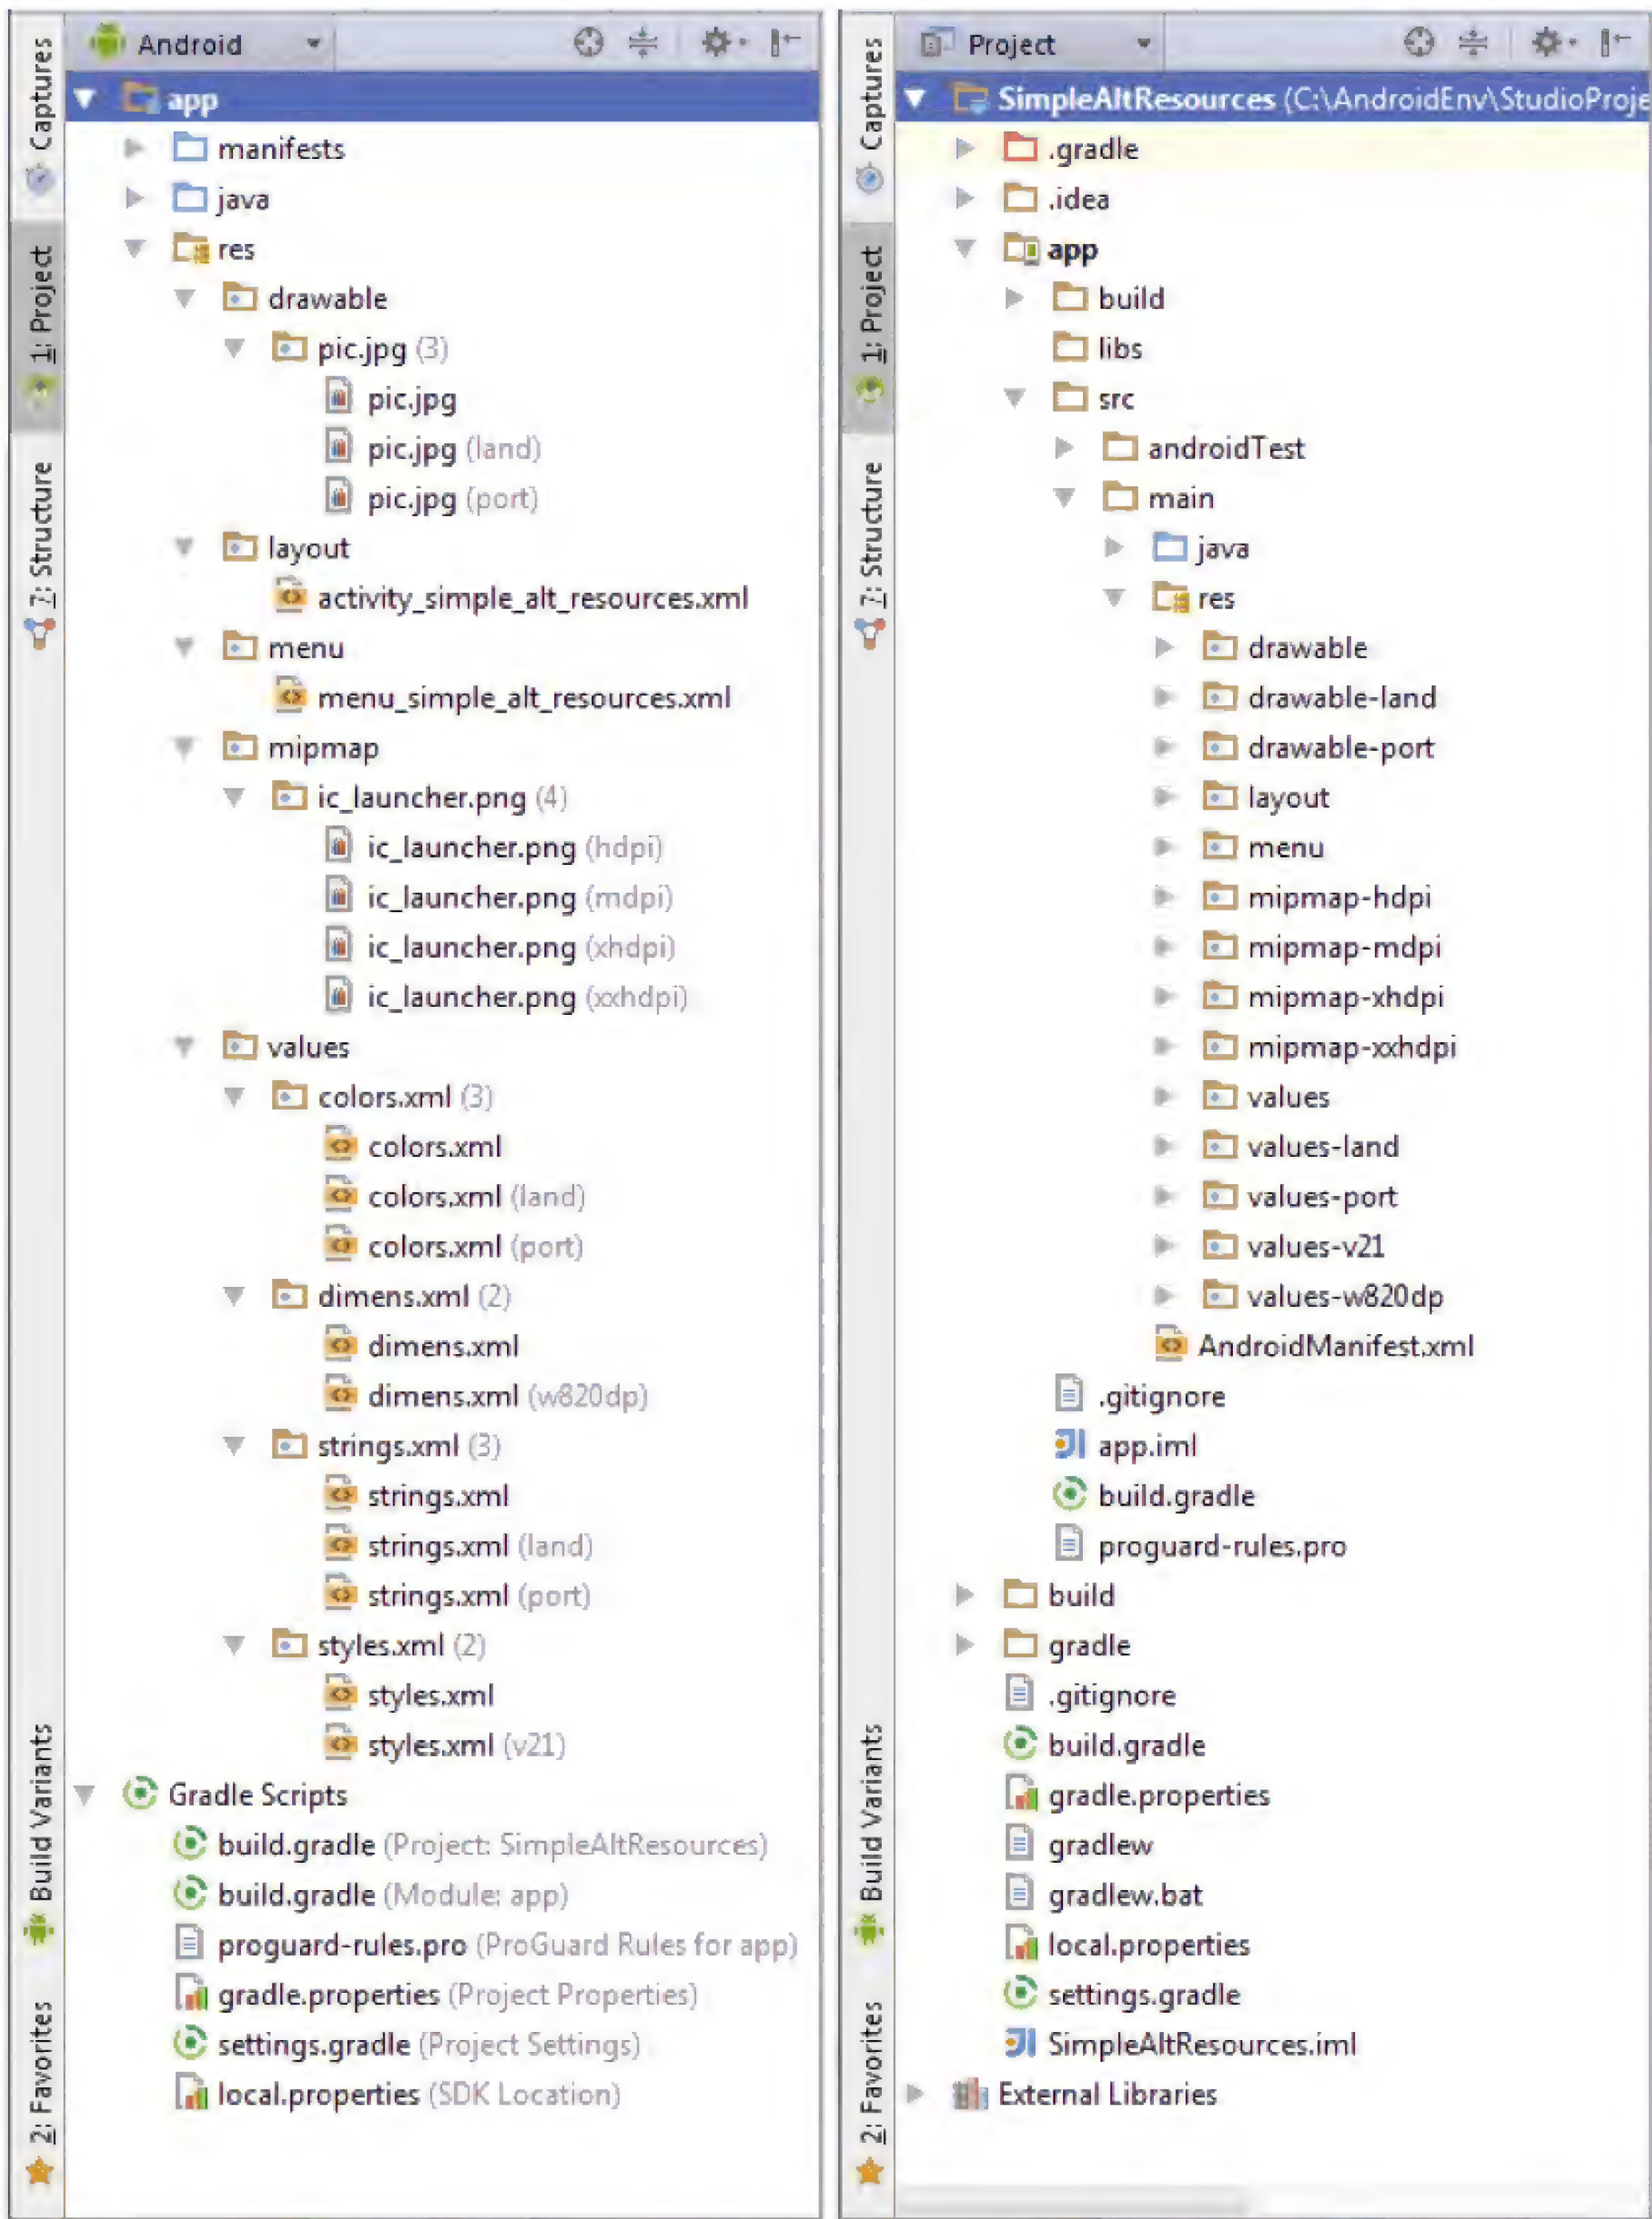 Android
app
manifests
java
res
drawable
pic.jpg (3)
pic.jpg
pic.jpg (land)
pic.jpg (port)
layout
activity_simple_alt_resources.xml
menu
menu_simple_alt_resources.xml
mipmap
ic_launcher.png (4)
ic_launcher.png (hdpi)
ic_launcher.png (mdpi)
ic_launcher.png (xhdpi)
ic_launcher.png (xxhdpi)
values
colors.xml (3)
colors.xml
colors.xml (land)
colors.xml (port)
dimens.xml (2)
dimens.xml
dimens.xml (w820dp)
strings.xml (3)
strings.xml
strings.xml (land)
strings.xml (port)
styles.xml (2)
styles.xml
styles.xml (v21)
Gradle Scripts
build.gradle (Project: SimpleAltResources)
build.gradle (Module: app)
proguard-rules.pro (ProGuard Rules for app)
gradle.properties (Project Properties)
settings.gradle (Project Settings)
local.properties (SDK Location)
Captures
1: Project
7: Structure
Build Variants
2: Favorites
Project
SimpleAltResources (C:\AndroidEnv\StudioProje
.gradle
.idea
app
build
libs
src
androidTest
main
java
res
drawable
drawable-land
drawable-port
layout
menu
mipmap-hdpi
mipmap-mdpi
mipmap-xhdpi
mipmap-xxhdpi
values
values-land
values-port
values-v21
values-w820dp
AndroidManifest.xml
.gitignore
app.iml
build.gradle
proguard-rules.pro
build
gradle
.gitignore
build.gradle
gradle.properties
gradlew
gradlew.bat
local.properties
settings.gradle
SimpleAltResources.iml
External Libraries
Captures
1: Project
7: Structure
Build Variants
2: Favorites